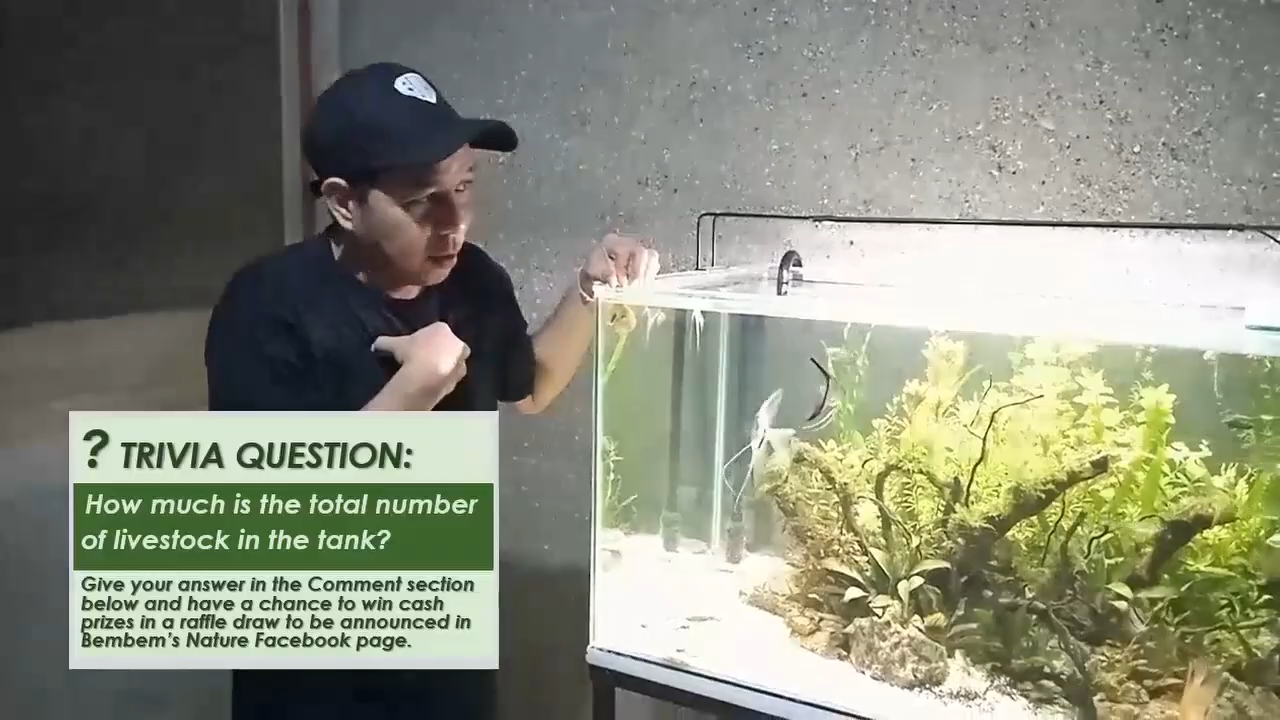 ? TRIVIA QUESTION:
How much is the total number
of livestock in the tank?
Give your answer in the Comment section
below and have a chance to win cash
prizes in a raffle draw to be announced in
Bembem's Nature Facebook page.